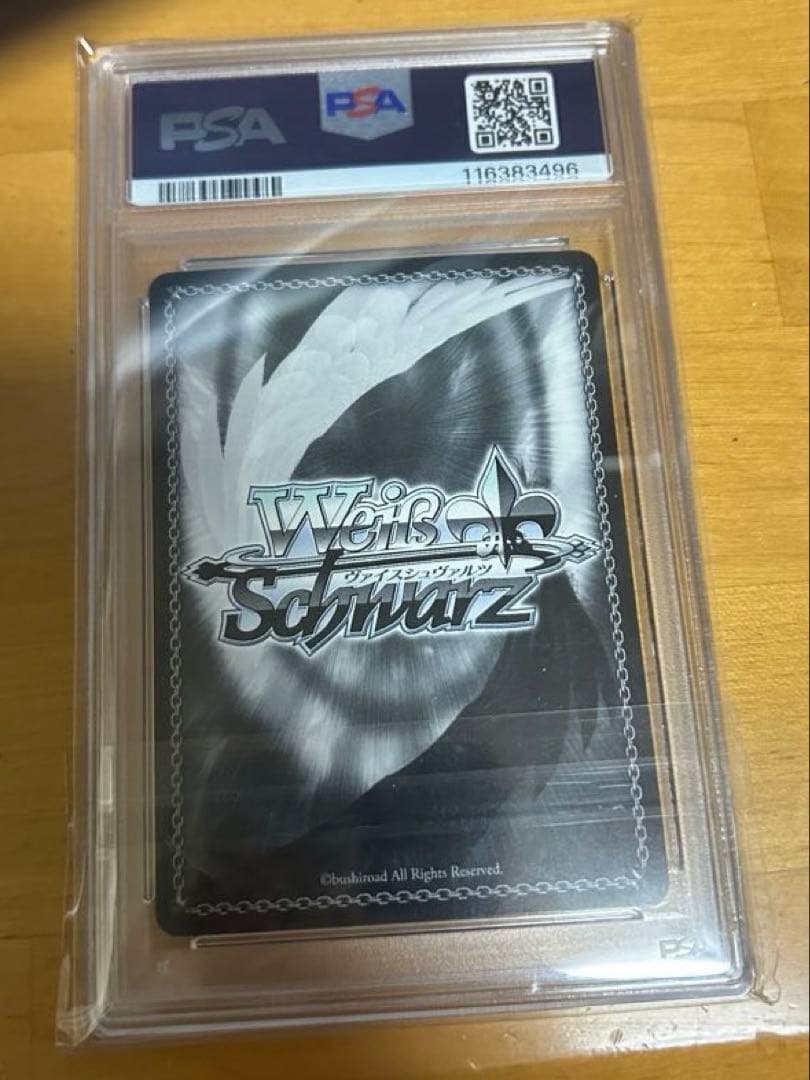 PSA
PSA
116383496
Weiß
ヴァイスシュヴァルツ
Schwarz
©bushiroad All Rights Reserved.
PSA